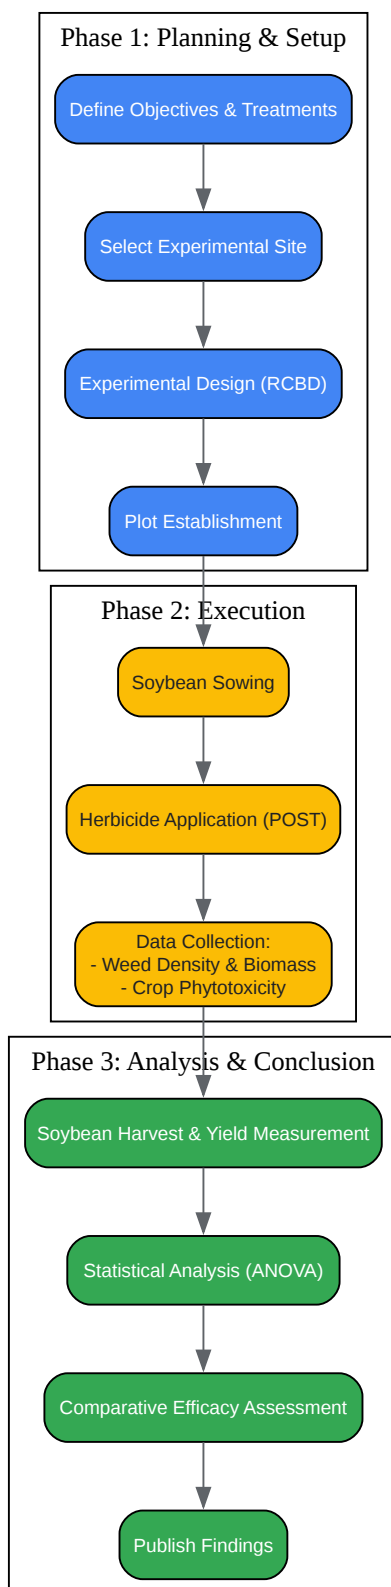 Phase 1: Planning & Setup
Define Objectives & Treatments
Select Experimental Site
Experimental Design (RCBD)
Plot Establishment
Phase 2: Execution
Soybean Sowing
Herbicide Application (POST)
Data Collection:
- Weed Density & Biomass
- Crop Phytotoxicity
Phase 3: Analysis & Conclusion
Soybean Harvest & Yield Measurement
Statistical Analysis (ANOVA)
Comparative Efficacy Assessment
Publish Findings